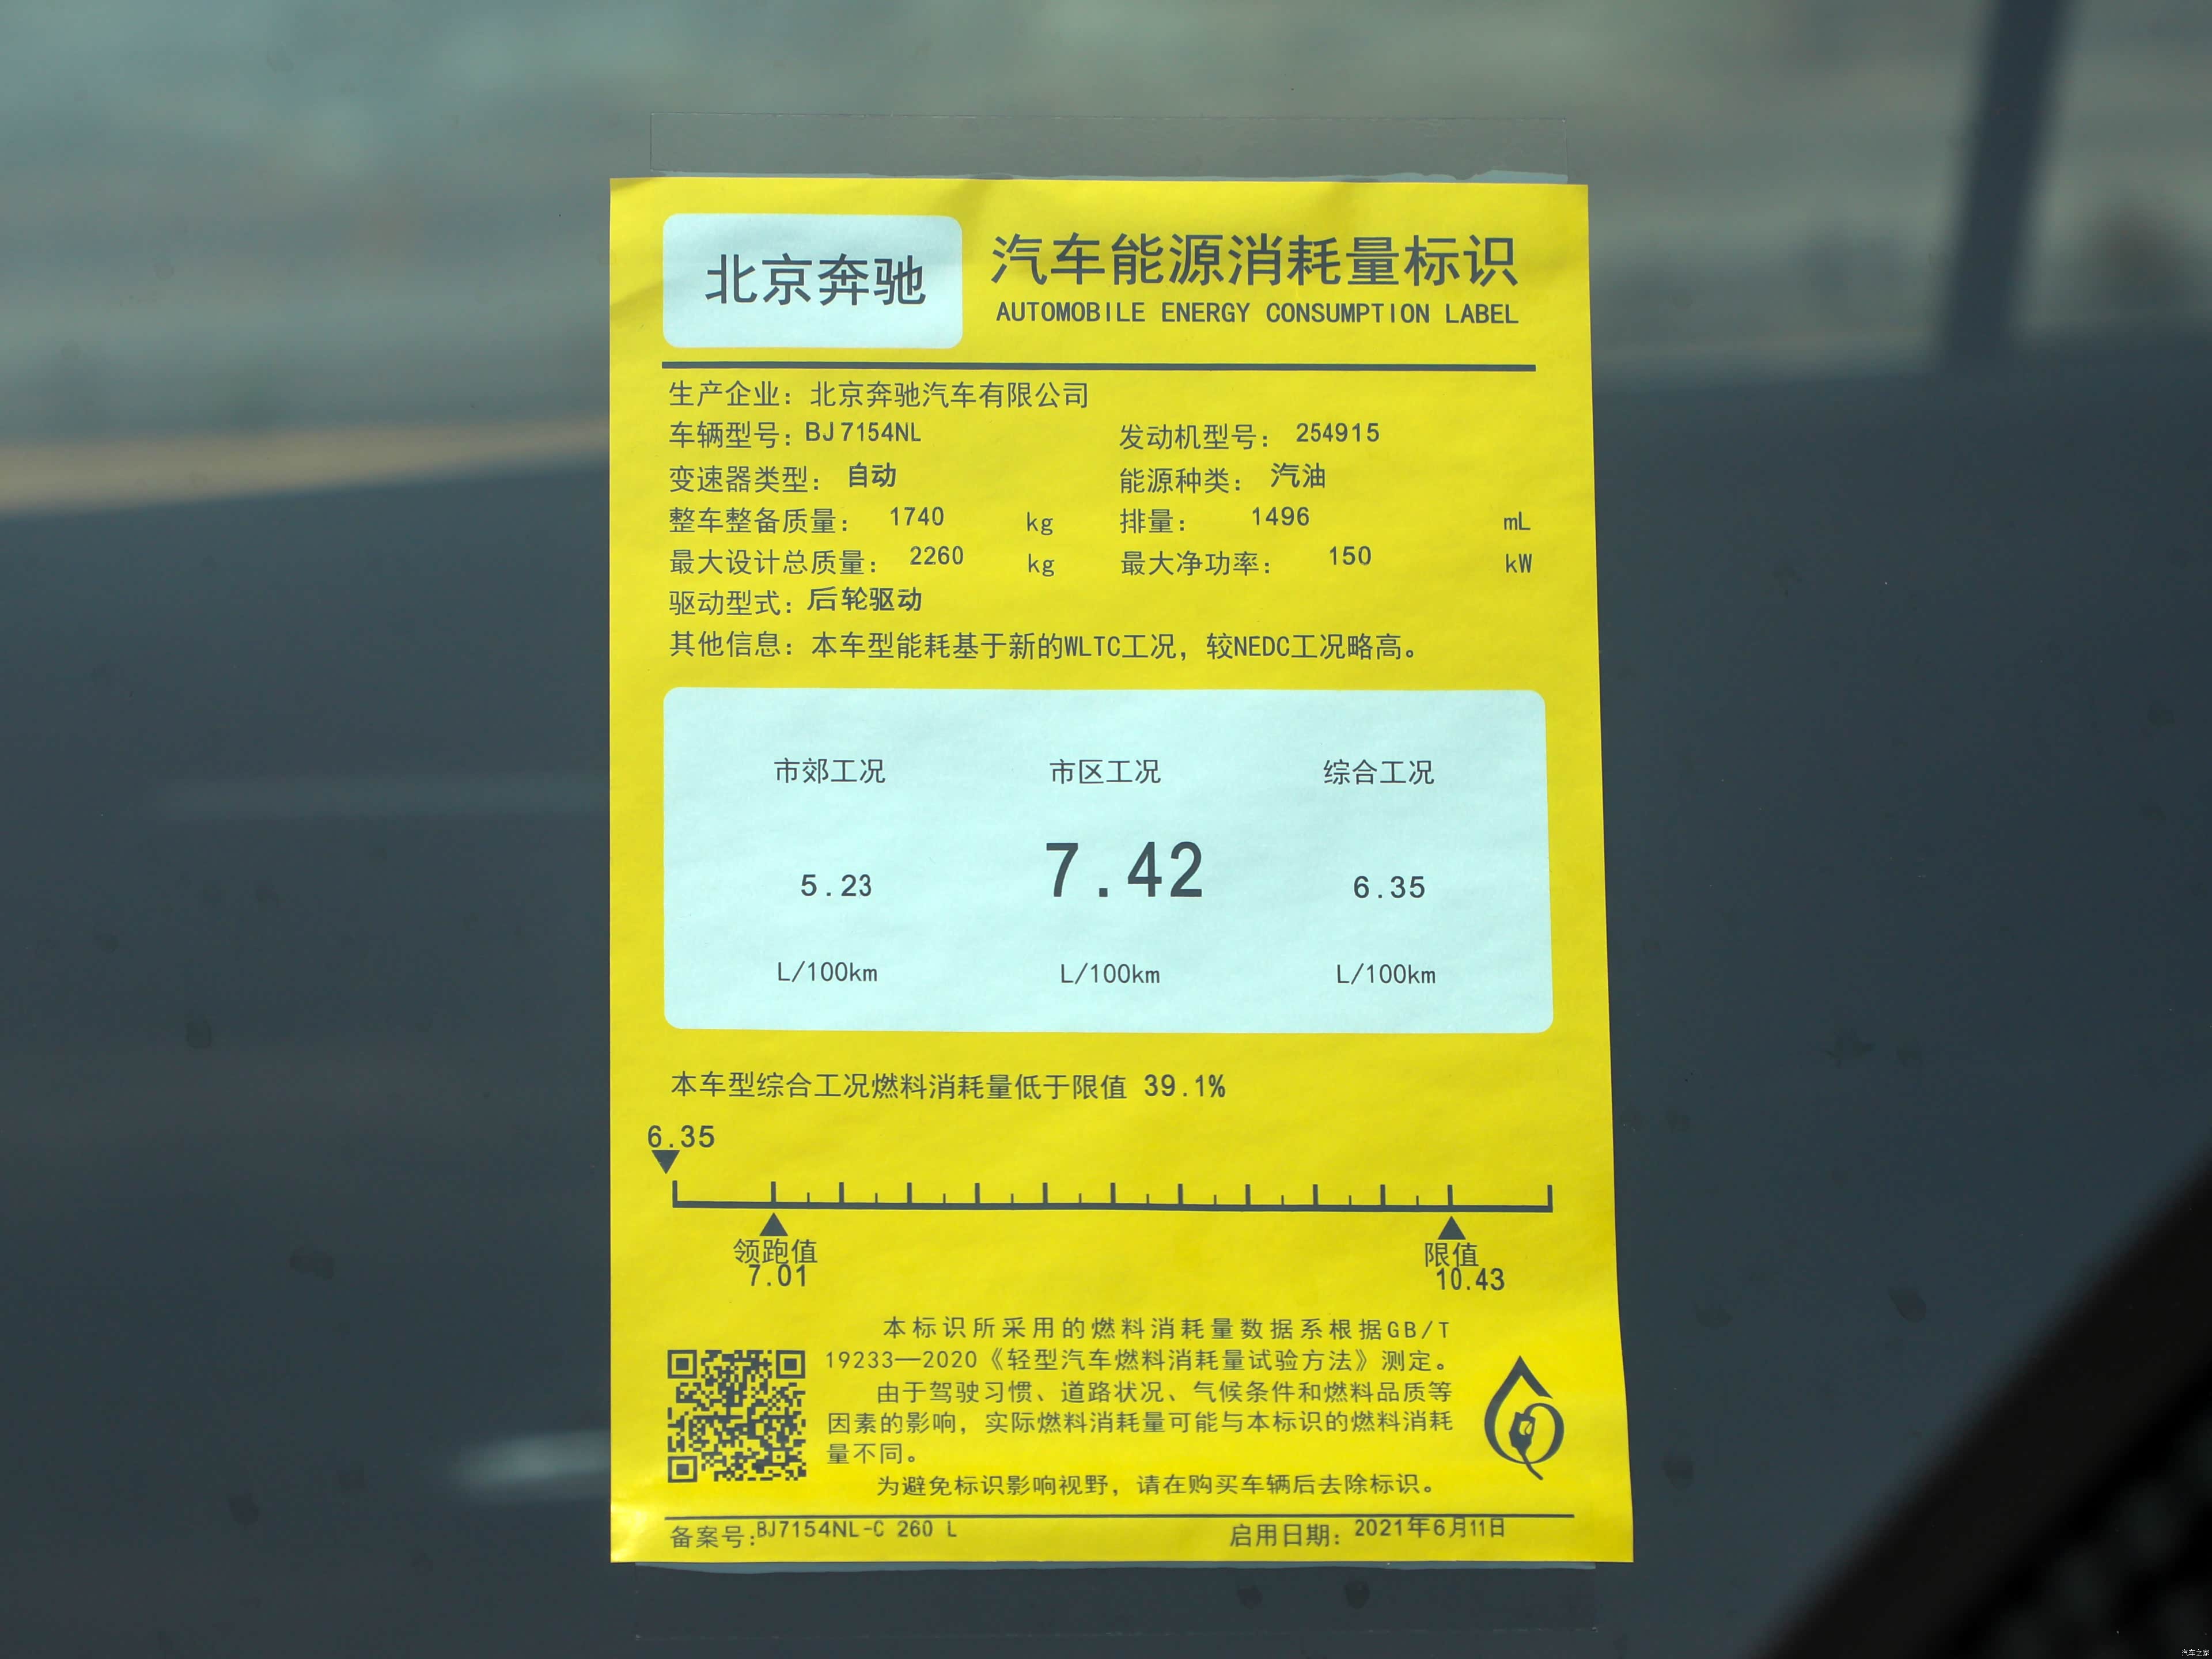 北京奔驰
汽车能源消耗量标识
AUTOMOBILE ENERGY CONSUMPTION LABEL
生产企业：北京奔驰汽车有限公司
车辆型号：BJ7154NL 发动机型号：254915
变速器类型：自动 能源种类：汽油
整车整备质量：1740 kg 排量：1496 mL
最大设计总质量：2260 kg 最大净功率：150 kW
驱动型式：后轮驱动
其他信息：本车型能耗基于新的WLTC工况，较NEDC工况略高。
市郊工况 市区工况 综合工况
5.23 7.42 6.35
L/100km L/100km L/100km
本车型综合工况燃料消耗量低于限值 39.1%
6.35
领跑值 限值
7.01 10.43
本标识所采用的燃料消耗量数据系根据GB/T
19233—2020《轻型汽车燃料消耗量试验方法》测定。
由于驾驶习惯、道路状况、气候条件和燃料品质等
因素的影响，实际燃料消耗量可能与本标识的燃料消耗
量不同。
为避免标识影响视野，请在购买车辆后去除标识。
备案号：BJ7154NL-C 260 L 启用日期：2021年6月11日
汽车之家